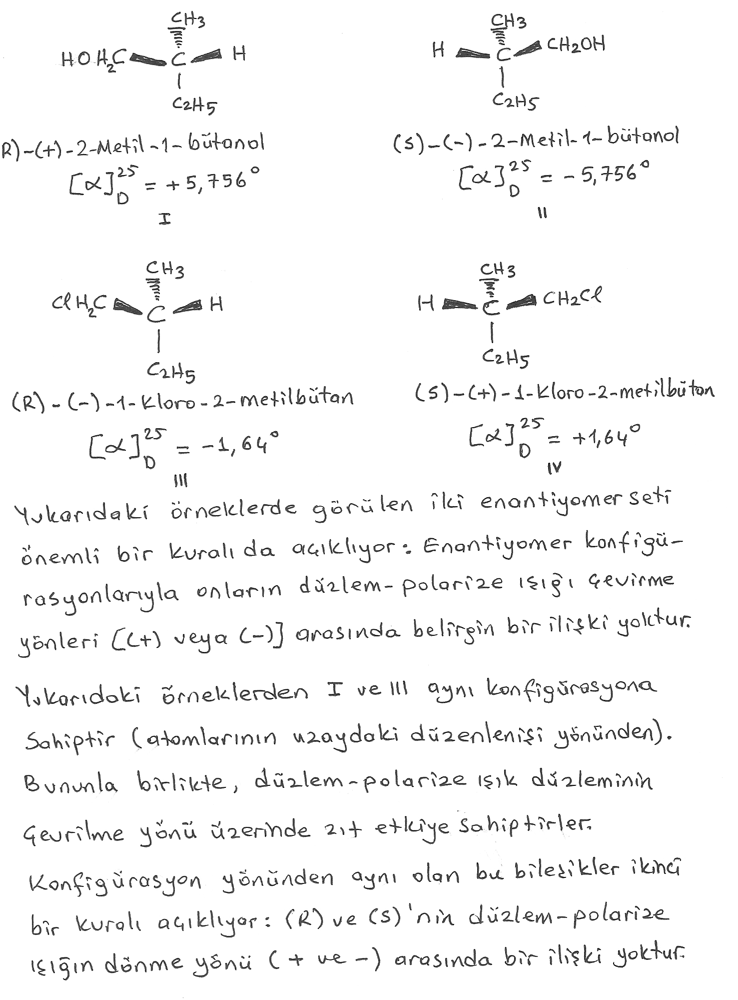 CH3 CH3
HOH2C C H H C CH2OH
C2H5 C2H5
R)-(+)-2-Metil-1-bütanol (S)-(-)-2-Metil-1-bütanol
[α]25D = +5,756° [α]25D = -5,756°
I II
CH3 CH3
ClH2C C H H C CH2Cl
C2H5 C2H5
(R)-(-)-1-Kloro-2-metilbütan (S)-(+)-1-Kloro-2-metilbütan
[α]25D = -1,64° [α]25D = +1,64°
III IV
Yukarıdaki örneklerde görülen iki enantiyomer seti
önemli bir kuralı da açıklıyor: Enantiyomer konfigü-
rasyonlarıyla onların düzlem-polarize ışığı çevirme
yönleri [(+) veya (-)] arasında belirgin bir ilişki yoktur.
Yukarıdaki örneklerden I ve III aynı konfigürasyona
Sahiptir (atomlarının uzaydaki düzenlenişi yönünden).
Bununla birlikte, düzlem-polarize ışık düzleminin
Çevrilme yönü üzerinde zıt etkiye sahiptirler.
Konfigürasyon yönünden aynı olan bu bileşikler ikinci
bir kuralı açıklıyor: (R) ve (S)'nin düzlem-polarize
ışığın dönme yönü (+ ve -) arasında bir ilişki yoktur.